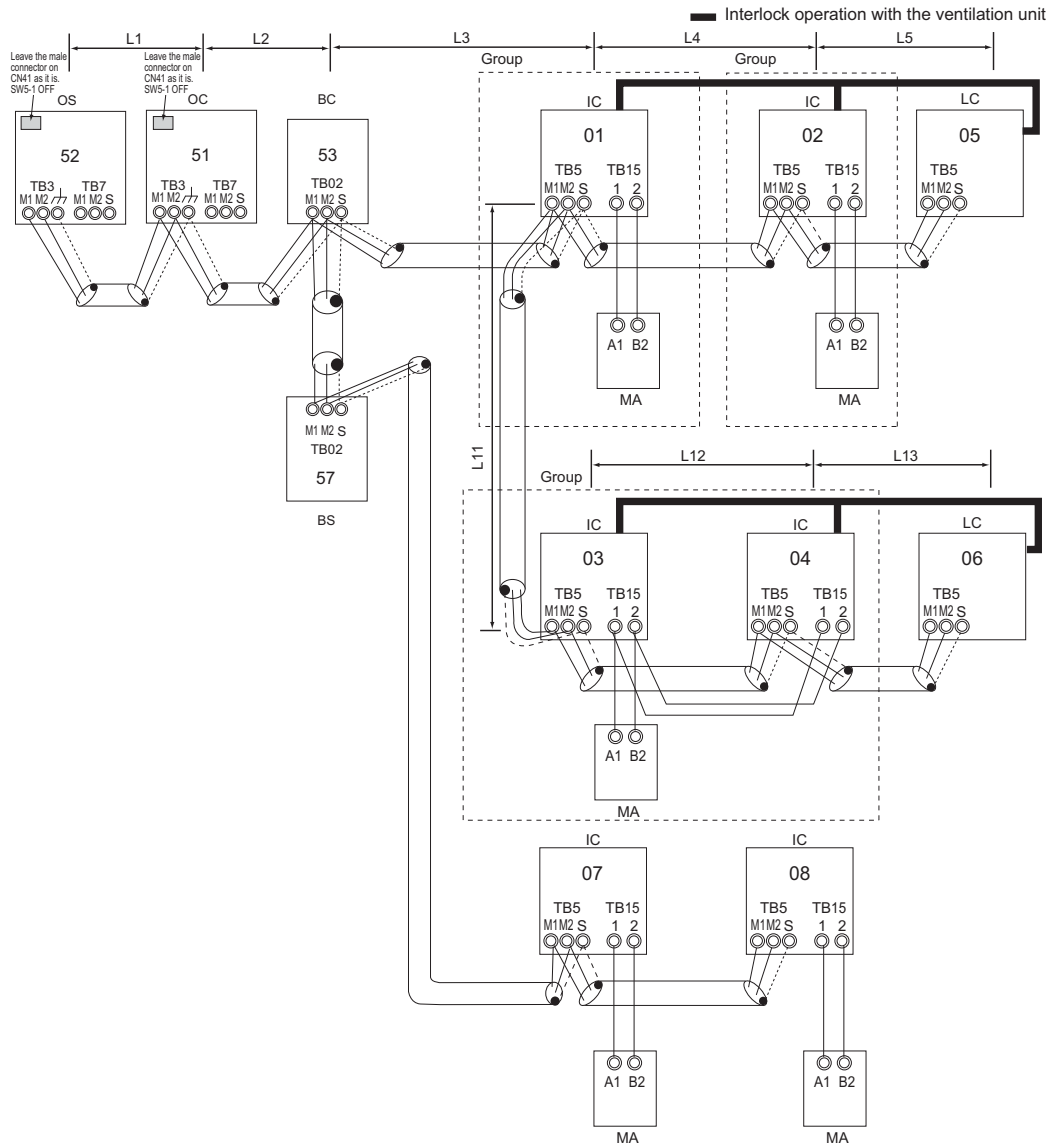 Interlock operation with the ventilation unit
L1
L2
L3
L4
L5
Leave the male
connector on
CN41 as it is.
SW5-1 OFF
Leave the male
connector on
CN41 as it is.
SW5-1 OFF
Group
Group
OS
OC
BC
IC
IC
LC
52
51
53
01
02
05
TB3
TB7
TB3
TB7
TB02
TB5
TB15
TB5
TB15
TB5
M1 M2
M1 M2 S
M1 M2
M1 M2 S
M1 M2 S
M1 M2 S
1 2
M1 M2 S
1 2
M1 M2 S
A1 B2
A1 B2
MA
MA
M1 M2 S
TB02
57
BS
L11
Group
L12
L13
IC
IC
LC
03
04
06
TB5
TB15
TB5
TB15
TB5
M1 M2 S
1 2
M1 M2 S
1 2
M1 M2 S
A1 B2
MA
IC
IC
07
08
TB5
TB15
TB5
TB15
M1 M2 S
1 2
M1 M2 S
1 2
A1 B2
A1 B2
MA
MA